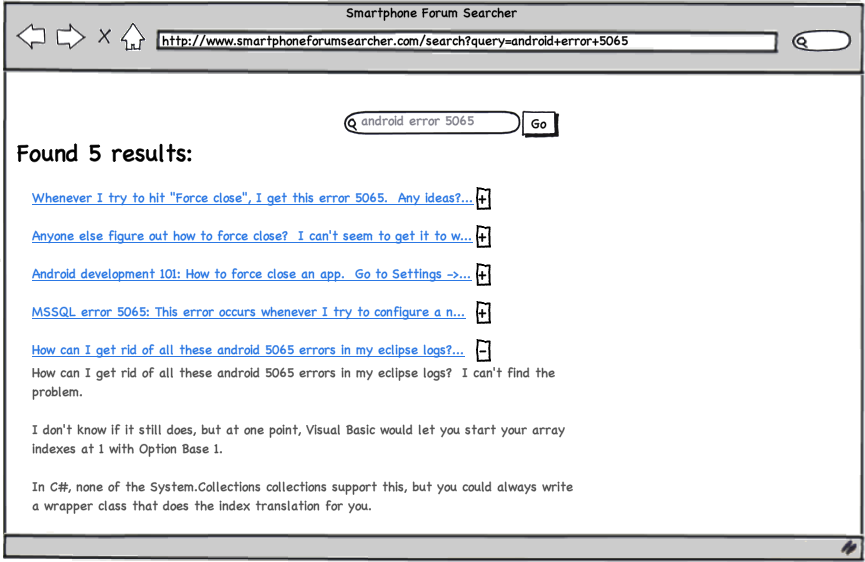 Smartphone Forum Searcher
http://www.smartphoneforumsearcher.com/search?query=android+error+5065
android error 5065
Go
Found 5 results:
Whenever I try to hit "Force close", I get this error 5065.  Any ideas?...
+
Anyone else figure out how to force close?  I can't seem to get it to w...
+
Android development 101: How to force close an app.  Go to Settings ->...
+
MSSQL error 5065: This error occurs whenever I try to configure a n...
+
How can I get rid of all these android 5065 errors in my eclipse logs?...
−
How can I get rid of all these android 5065 errors in my eclipse logs?  I can't find the
problem.
I don't know if it still does, but at one point, Visual Basic would let you start your array
indexes at 1 with Option Base 1.
In C#, none of the System.Collections collections support this, but you could always write
a wrapper class that does the index translation for you.